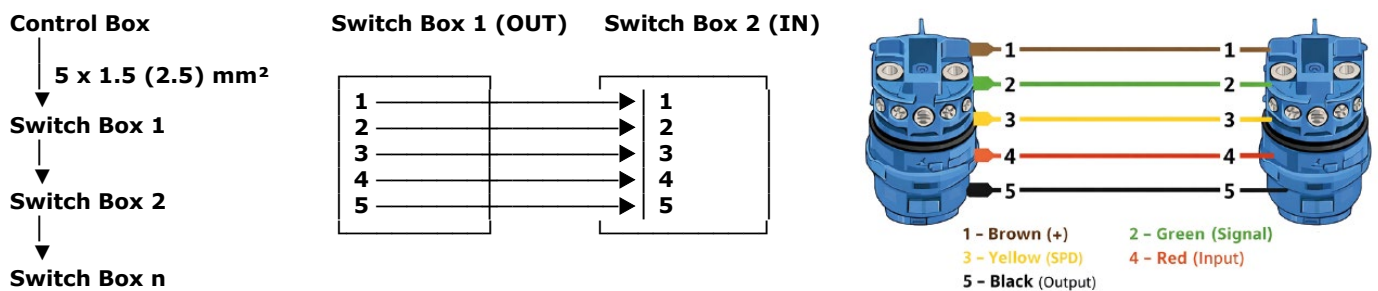 Control Box
5 x 1.5 (2.5) mm²
Switch Box 1
Switch Box 2
Switch Box n
Switch Box 1 (OUT) Switch Box 2 (IN)
1 1
2 2
3 3
4 4
5 5
1 1
2 2
3 3
4 4
5 5
1 – Brown (+) 2 – Green (Signal)
3 – Yellow (SPD) 4 – Red (Input)
5 – Black (Output)